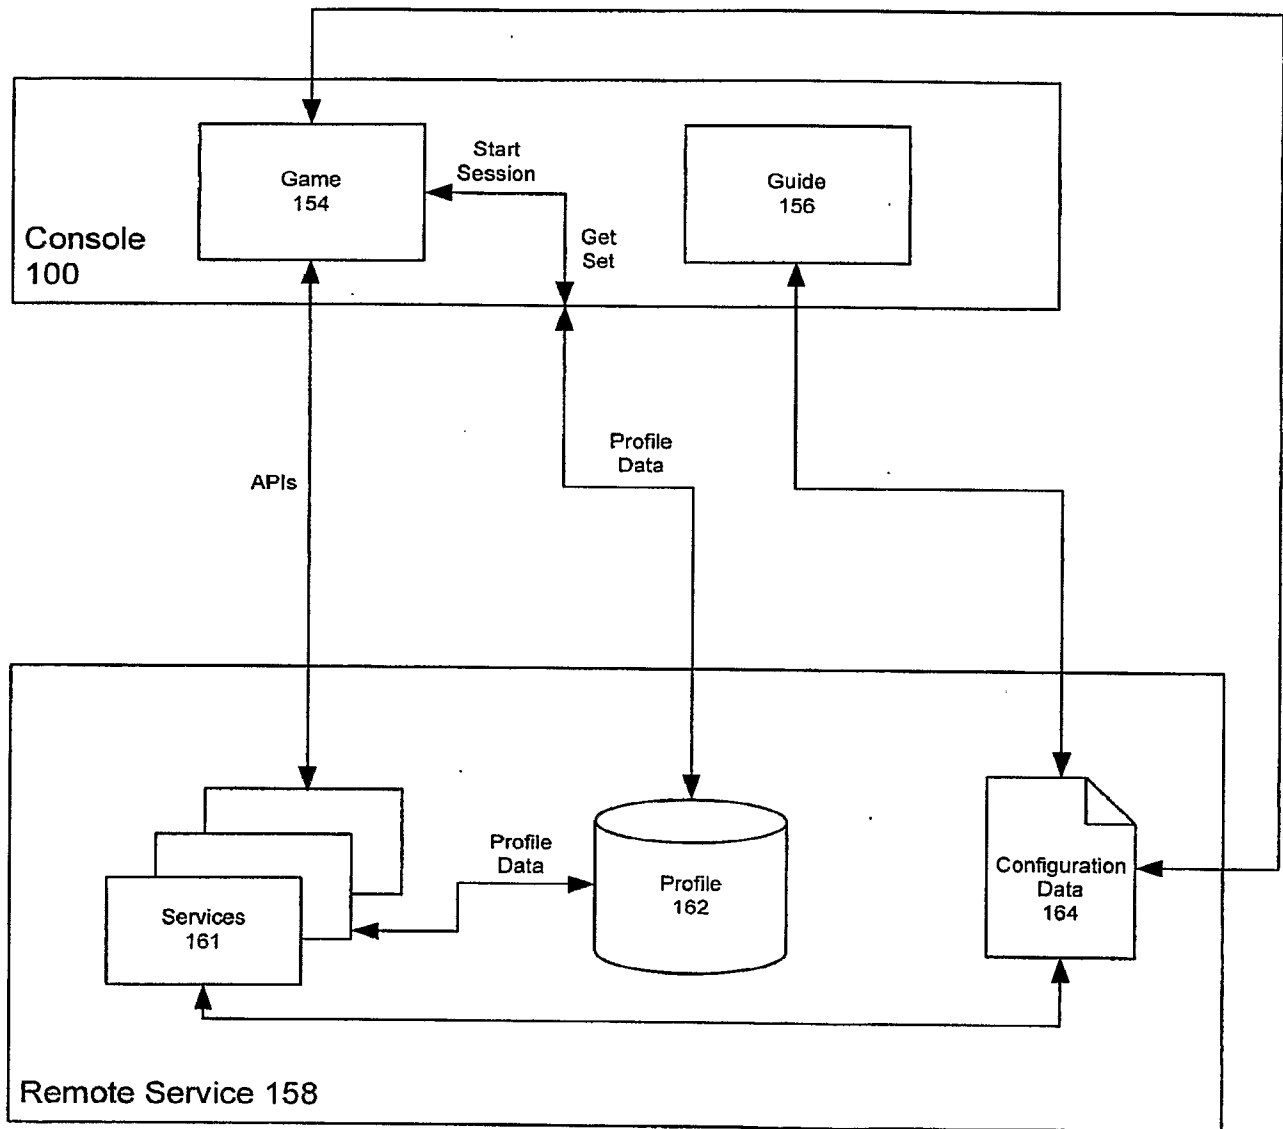 Start
Session
Game
154
Guide
156
Console
100
Get
Set
Profile
Data
APIs
Profile
Data
Services
161
Profile
162
Configuration
Data
164
Remote Service 158